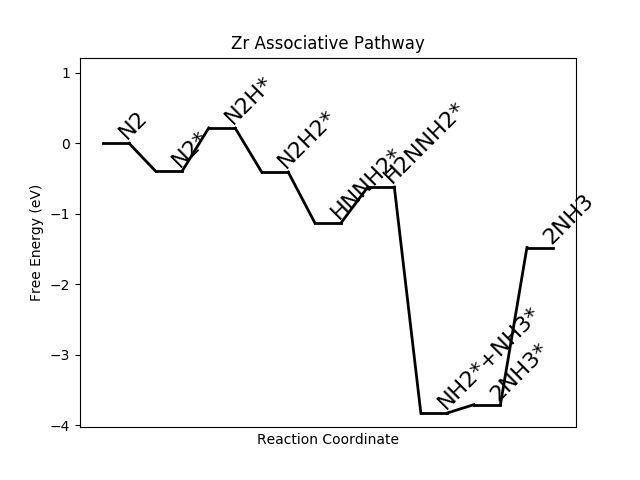 Zr Associative Pathway
1
0
−1
−2
−3
−4
Free Energy (eV)
Reaction Coordinate
N2
N2*
N2H*
N2H2*
HNNH2*
H2NNH2*
NH2*+NH3*
2NH3*
2NH3